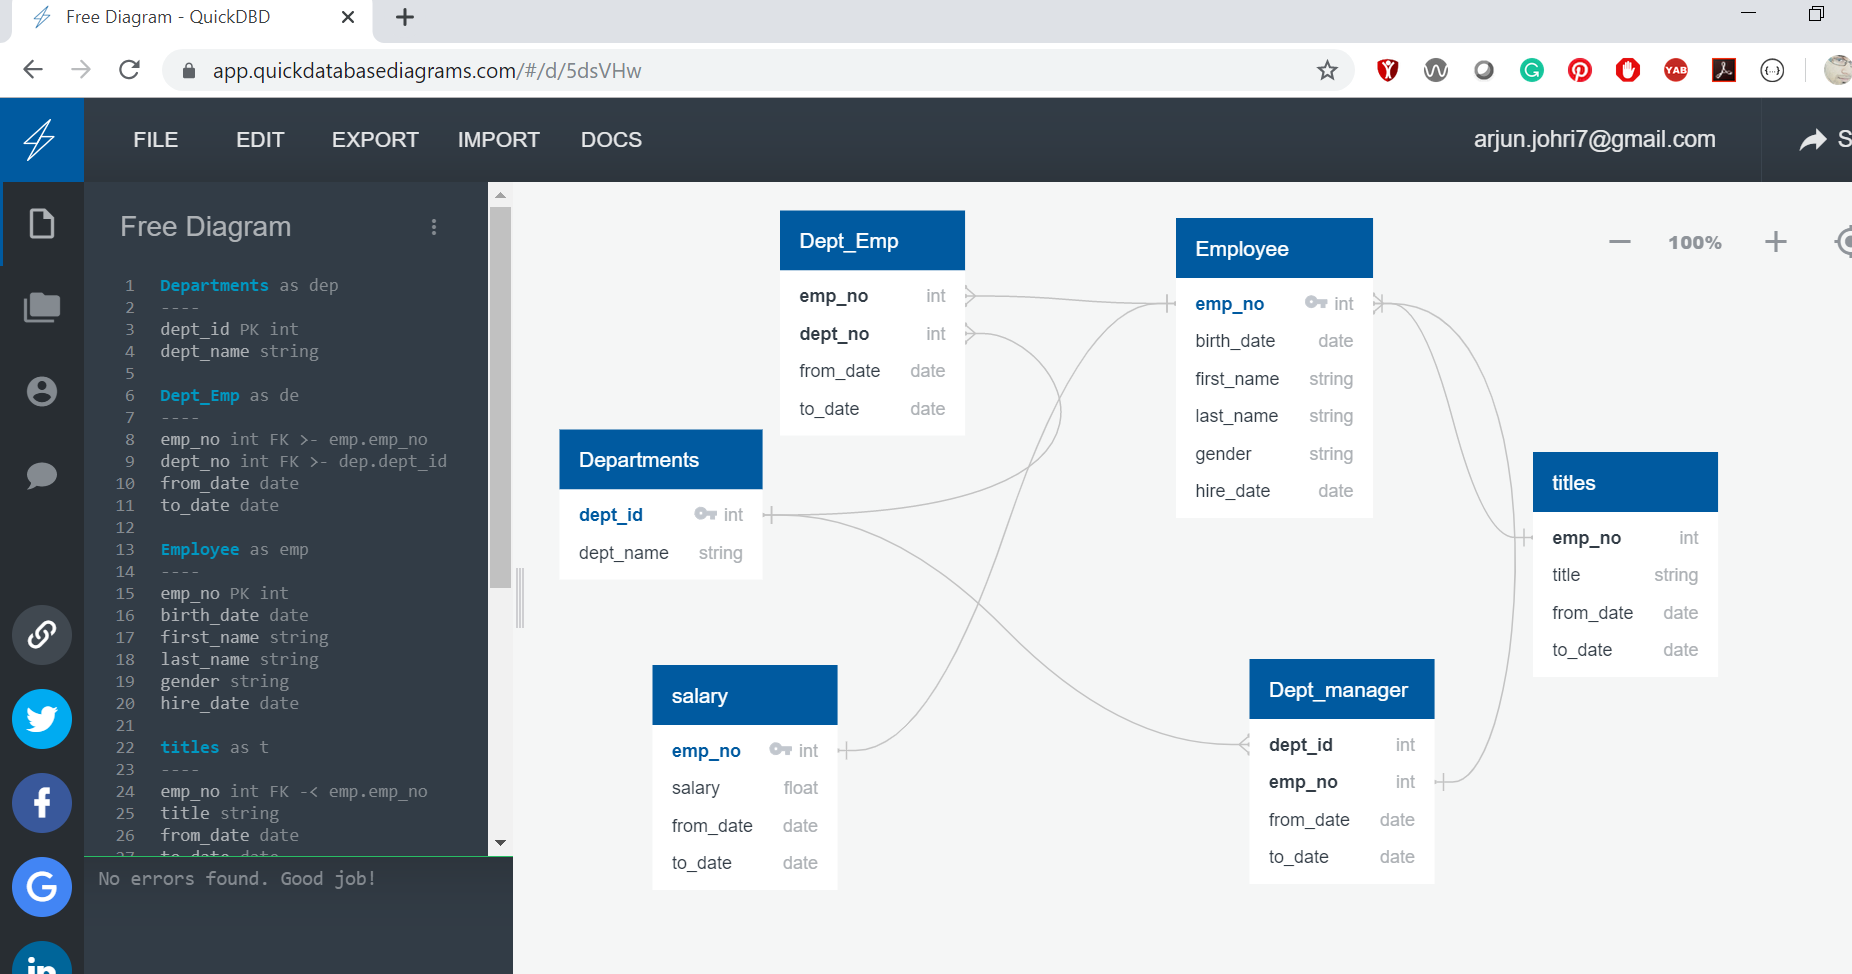 Free Diagram - QuickDBD
app.quickdatabasediagrams.com/#/d/5dsVHw
YAB
FILE EDIT EXPORT IMPORT DOCS
arjun.johri7@gmail.com
S
Free Diagram
1 Departments as dep
2 ----
3 dept_id PK int
4 dept_name string
5
6 Dept_Emp as de
7 ----
8 emp_no int FK >- emp.emp_no
9 dept_no int FK >- dep.dept_id
10 from_date date
11 to_date date
12
13 Employee as emp
14 ----
15 emp_no PK int
16 birth_date date
17 first_name string
18 last_name string
19 gender string
20 hire_date date
21
22 titles as t
23 ----
24 emp_no int FK -< emp.emp_no
25 title string
26 from_date date
27 to_date date
No errors found. Good job!
Dept_Emp
emp_no int
dept_no int
from_date date
to_date date
Employee
emp_no int
birth_date date
first_name string
last_name string
gender string
hire_date date
100%
Departments
dept_id int
dept_name string
titles
emp_no int
title string
from_date date
to_date date
salary
emp_no int
salary float
from_date date
to_date date
Dept_manager
dept_id int
emp_no int
from_date date
to_date date
f
G
in